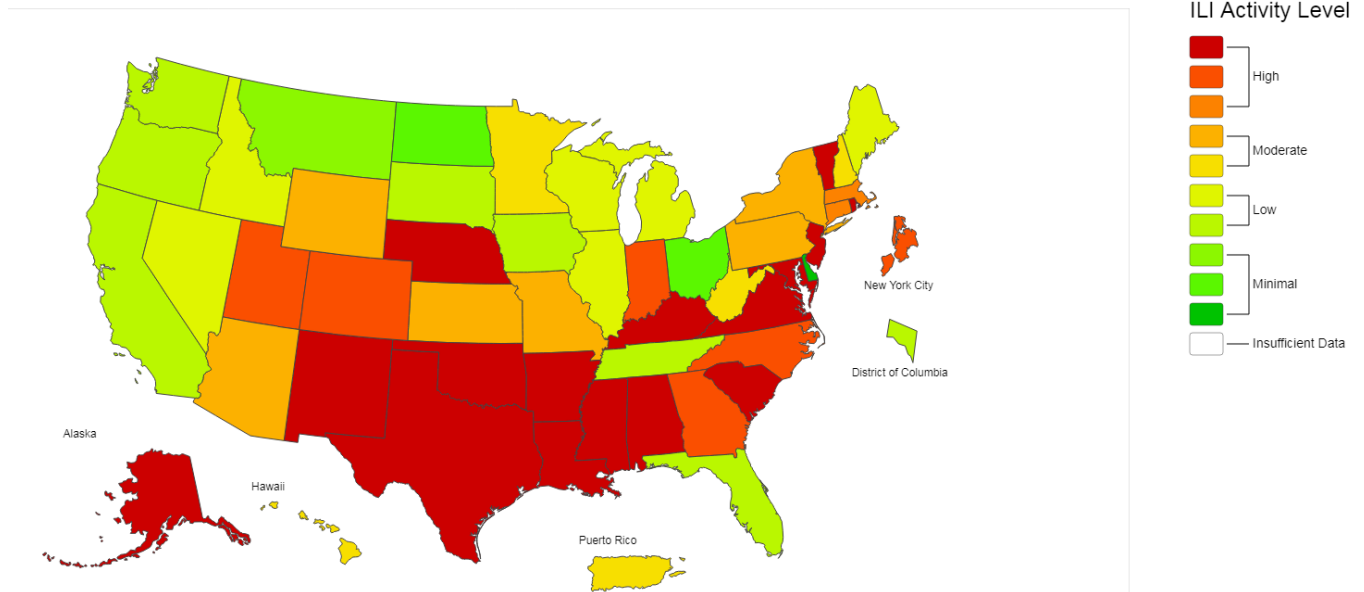 ILI Activity Level
High
Moderate
Low
Minimal
Insufficient Data
New York City
District of Columbia
Alaska
Hawaii
Puerto Rico